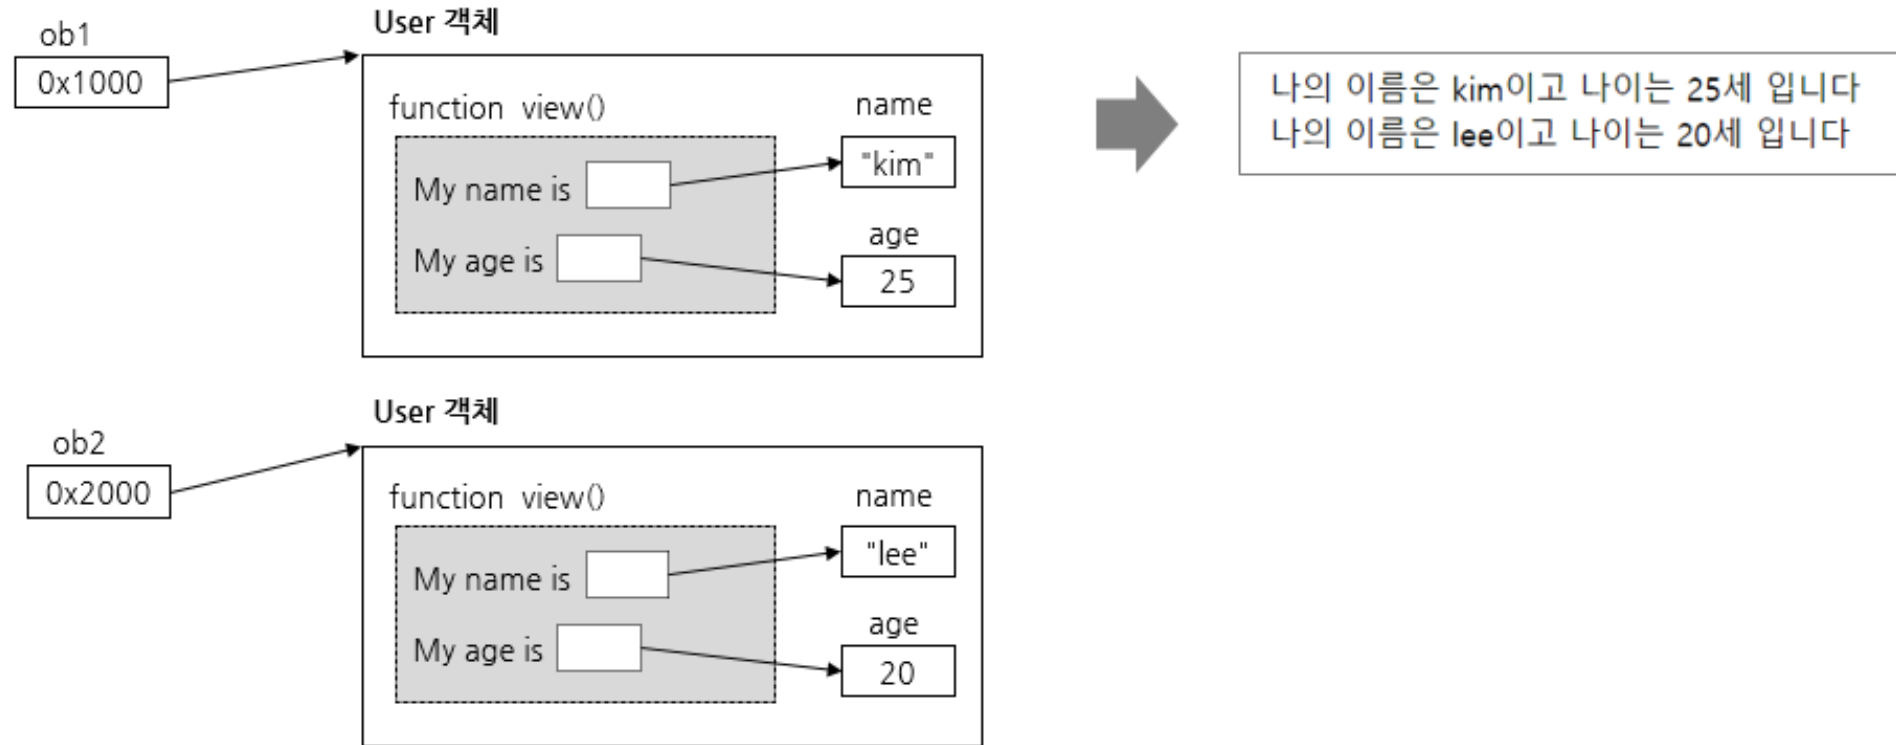 ob1
0x1000
User 객체
function view()
My name is
My age is
name
"kim"
age
25
나의 이름은 kim이고 나이는 25세 입니다
나의 이름은 lee이고 나이는 20세 입니다
ob2
0x2000
User 객체
function view()
My name is
My age is
name
"lee"
age
20